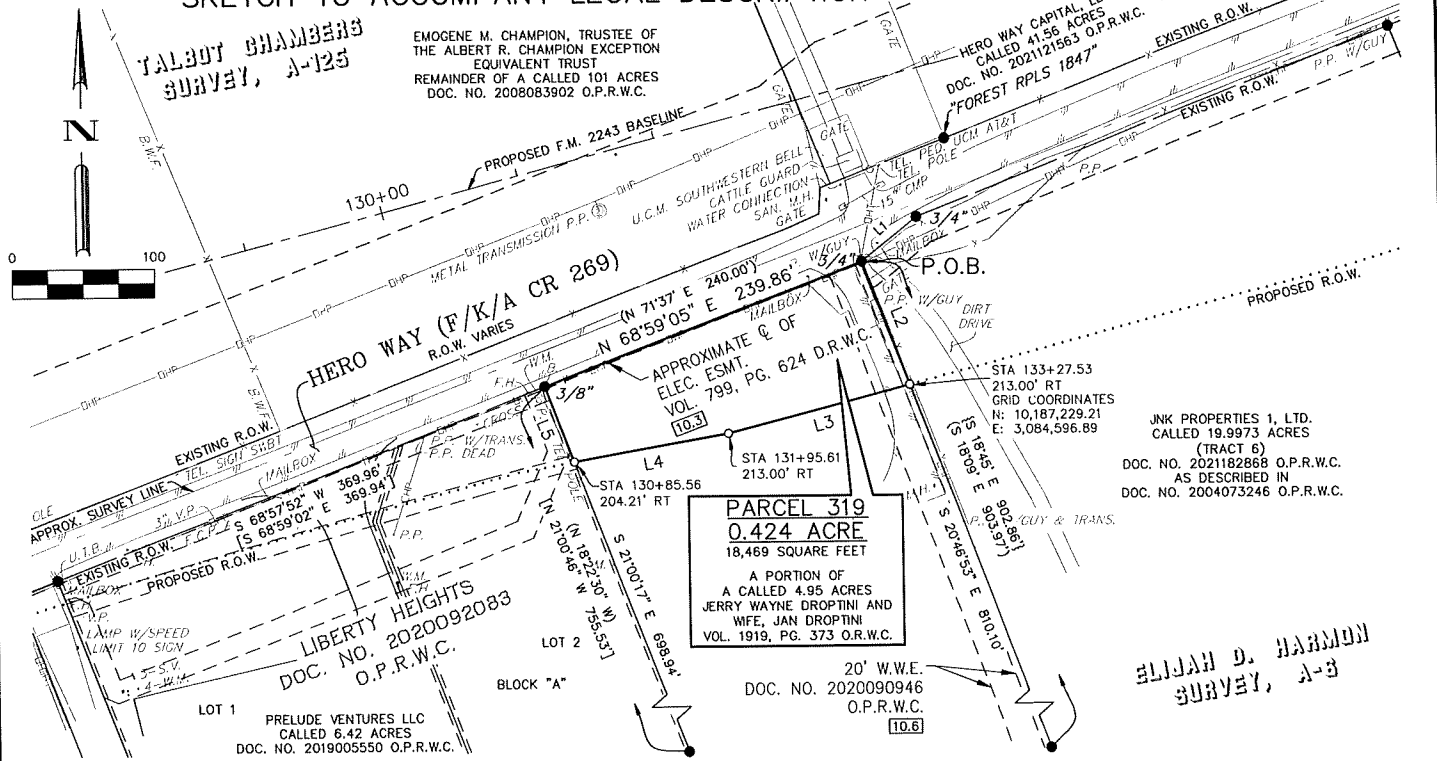 TALBOT CHAMBERS
SURVEY, A-125
EMOGENE M. CHAMPION, TRUSTEE OF
THE ALBERT R. CHAMPION EXCEPTION
EQUIVALENT TRUST
REMAINDER OF A CALLED 101 ACRES
DOC. NO. 2008083902 O.P.R.W.C.
GATE
HERO WAY CAPITAL,
CALLED 41.56 ACRES
DOC. NO. 2021121563 O.P.R.W.C.
"FOREST RPLS 1847"
EXISTING R.O.W.
P.P. W/GUY
EXISTING R.O.W.
N
B.W.F.
0 100
130+00
PROPOSED F.M. 2243 BASELINE
OHP
METAL TRANSMISSION P.P.
GATE
GATE
U.C.M. SOUTHWESTERN BELL
CATTLE GUARD
WATER CONNECTION
SAN. M.H.
GATE
TEL. PED. UCM AT&T
TEL. POLE
15" CMP
P.P.
L1
3/4"
MAILBOX
P.O.B.
HERO WAY (F/K/A CR 269)
R.O.W. VARIES
(N 71'37' E 240.00')
N 68°59'05" E 239.86'
3/4"
W/GUY
MAILBOX
P.P. W/GUY
DIRT
DRIVE
L2
PROPOSED R.O.W.
B.W.F.
APPROXIMATE ℄ OF
ELEC. ESMT.
VOL. 799, PG. 624 D.R.W.C.
10.3
W.M.
F.H.
3/8"
L5
L4
L3
STA 133+27.53
213.00' RT
GRID COORDINATES
N: 10,187,229.21
E: 3,084,596.89
STA 131+95.61
213.00' RT
STA 130+85.56
204.21' RT
EXISTING R.O.W.
TEL. SIGN SWBT
MAILBOX
APPROX. SURVEY LINE
3" V.P.
P.P. W/TRANS.
P.P. DEAD
S 68°57'52" W 369.96'
[S 68°59'02" E 369.94']
U.T.B.
EXISTING R.O.W.
PROPOSED R.O.W.
P.P.
MAILBOX
V.P.
LAMP W/SPEED
LIMIT 10 SIGN
3-S.V.
4-W.M.
LIBERTY HEIGHTS
DOC. NO. 2020092083
O.P.R.W.C.
LOT 1
LOT 2
BLOCK "A"
PRELUDE VENTURES LLC
CALLED 6.42 ACRES
DOC. NO. 2019005550 O.P.R.W.C.
S 21°00'17" E 698.94'
(N 18'22'30" W)
[N 21°00'46" W 755.53']
PARCEL 319
0.424 ACRE
18,469 SQUARE FEET
A PORTION OF
A CALLED 4.95 ACRES
JERRY WAYNE DROPTINI AND
WIFE, JAN DROPTINI
VOL. 1919, PG. 373 O.R.W.C.
{S 18'45' E 902.86'}
(S 18'09' E 903.97')
S 20°46'53" E 810.10'
M.H.
GUY & TRANS.
JNK PROPERTIES 1, LTD.
CALLED 19.9973 ACRES
(TRACT 6)
DOC. NO. 2021182868 O.P.R.W.C.
AS DESCRIBED IN
DOC. NO. 2004073246 O.P.R.W.C.
20' W.W.E.
DOC. NO. 2020090946
O.P.R.W.C.
10.6
ELIJAH D. HARMON
SURVEY, A-6